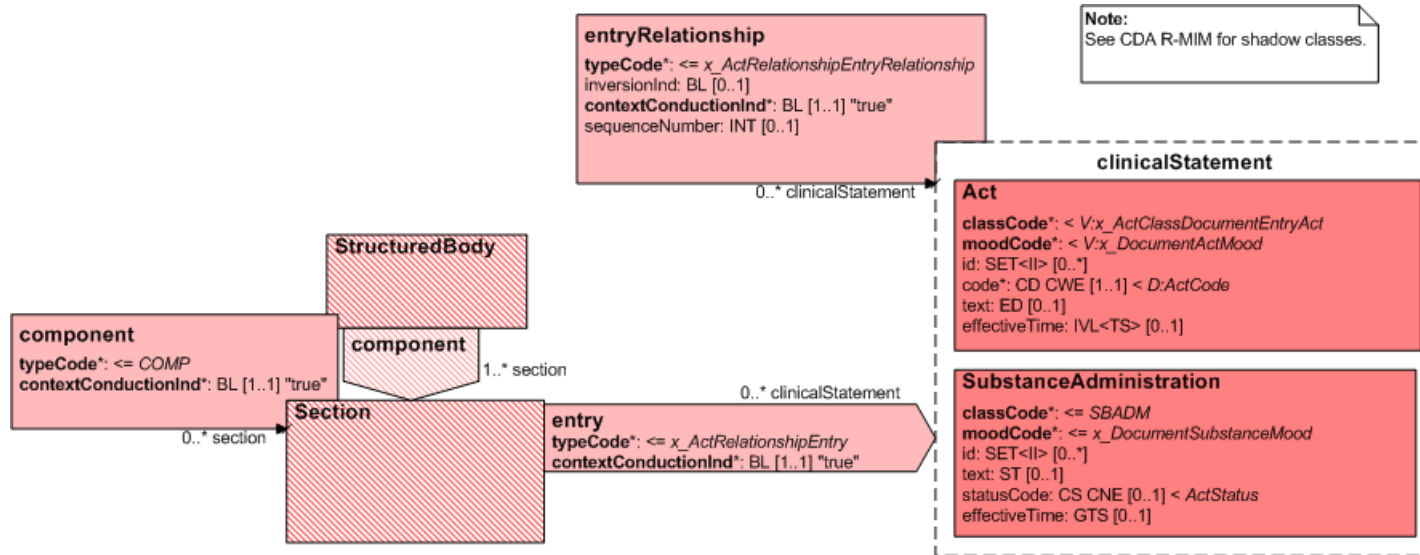 entryRelationship
typeCode*: <= x_ActRelationshipEntryRelationship
inversionInd: BL [0..1]
contextConductionInd*: BL [1..1] "true"
sequenceNumber: INT [0..1]
0..* clinicalStatement
Note:
See CDA R-MIM for shadow classes.
clinicalStatement
Act
classCode*: < V:x_ActClassDocumentEntryAct
moodCode*: < V:x_DocumentActMood
id: SET<II> [0..*]
code*: CD CWE [1..1] < D:ActCode
text: ED [0..1]
effectiveTime: IVL<TS> [0..1]
StructuredBody
component
1..* section
component
typeCode*: <= COMP
contextConductionInd*: BL [1..1] "true"
0..* section
Section
0..* clinicalStatement
entry
typeCode*: <= x_ActRelationshipEntry
contextConductionInd*: BL [1..1] "true"
SubstanceAdministration
classCode*: <= SBADM
moodCode*: <= x_DocumentSubstanceMood
id: SET<II> [0..*]
text: ST [0..1]
statusCode: CS CNE [0..1] < ActStatus
effectiveTime: GTS [0..1]